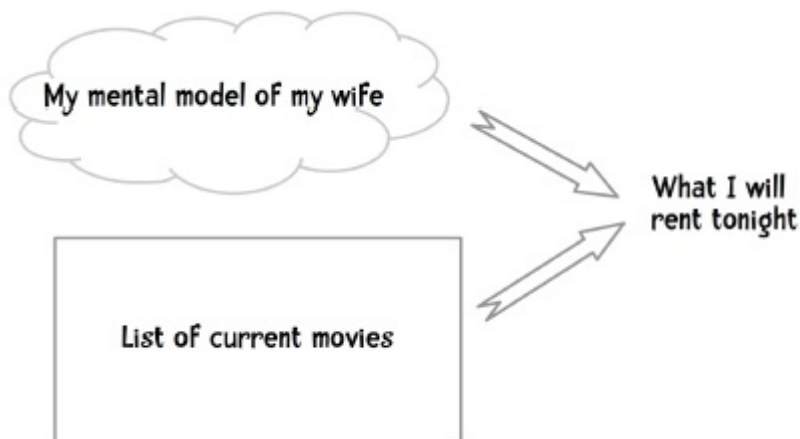 My mental model of my wife
What I will
rent tonight
List of current movies